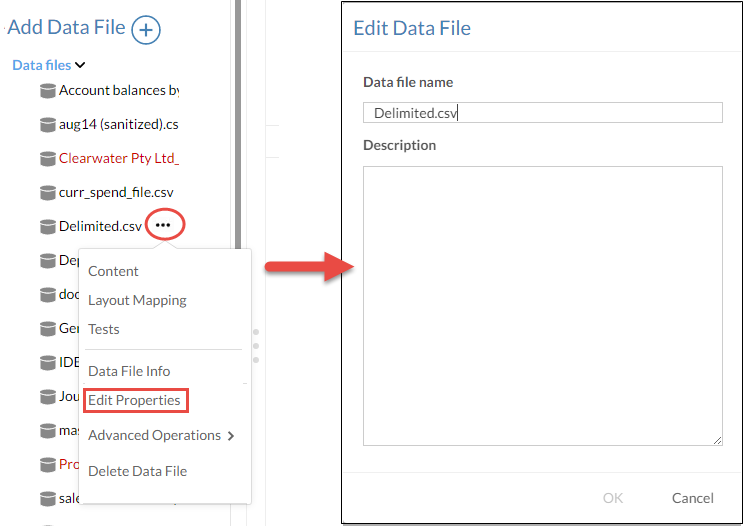 Add Data File
Data files
Account balances by
aug14 (sanitized).cs
Clearwater Pty Ltd_
curr_spend_file.csv
Delimited.csv
Dep
doc
Ger
IDE
Jou
mas
Pro
sale
Content
Layout Mapping
Tests
Data File Info
Edit Properties
Advanced Operations
Delete Data File
Edit Data File
Data file name
Delimited.csv
Description
OK
Cancel